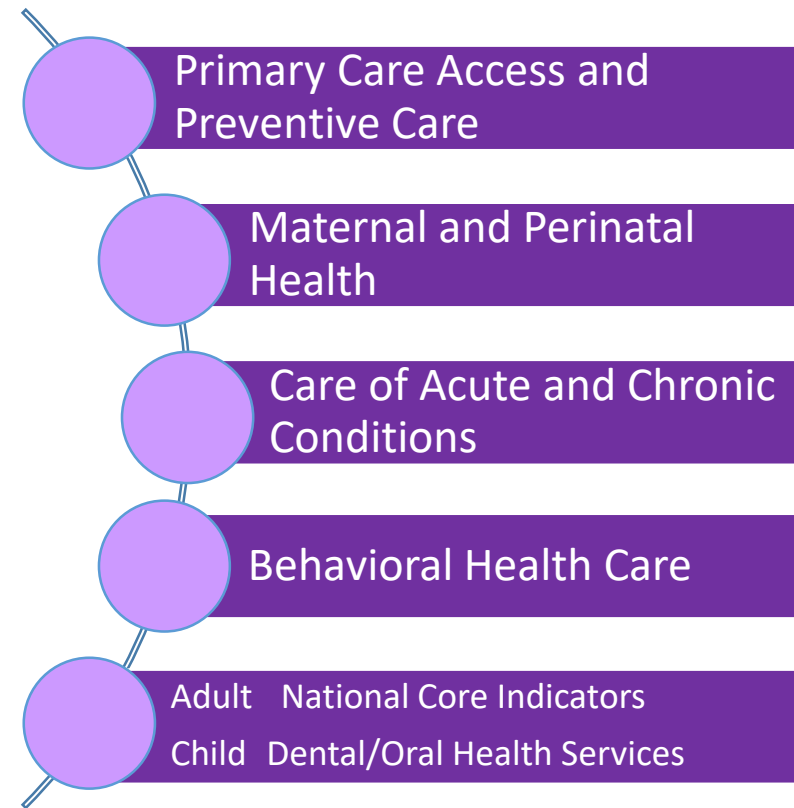 Primary Care Access and
Preventive Care
Maternal and Perinatal
Health
Care of Acute and Chronic
Conditions
Behavioral Health Care
Adult National Core Indicators
Child Dental/Oral Health Services